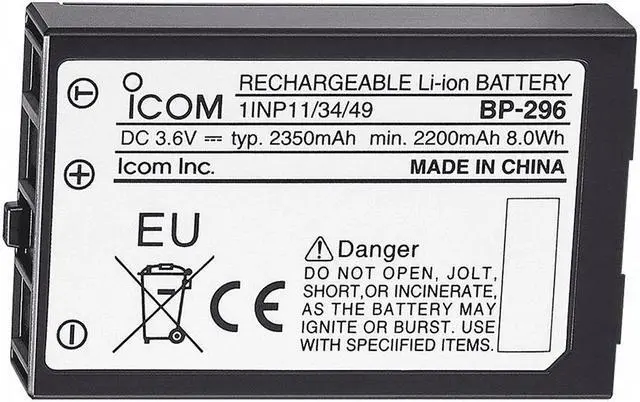 ICOM RECHARGEABLE Li-ion BATTERY
1INP11/34/49 BP-296
DC 3.6V ⎓ typ. 2350mAh min. 2200mAh 8.0Wh
Icom Inc. MADE IN CHINA
T
+
−
EU
CE
⚠Danger
DO NOT OPEN, JOLT,
SHORT,OR INCINERATE,
AS THE BATTERY MAY
IGNITE OR BURST. USE
WITH SPECIIFIED ITEMS.